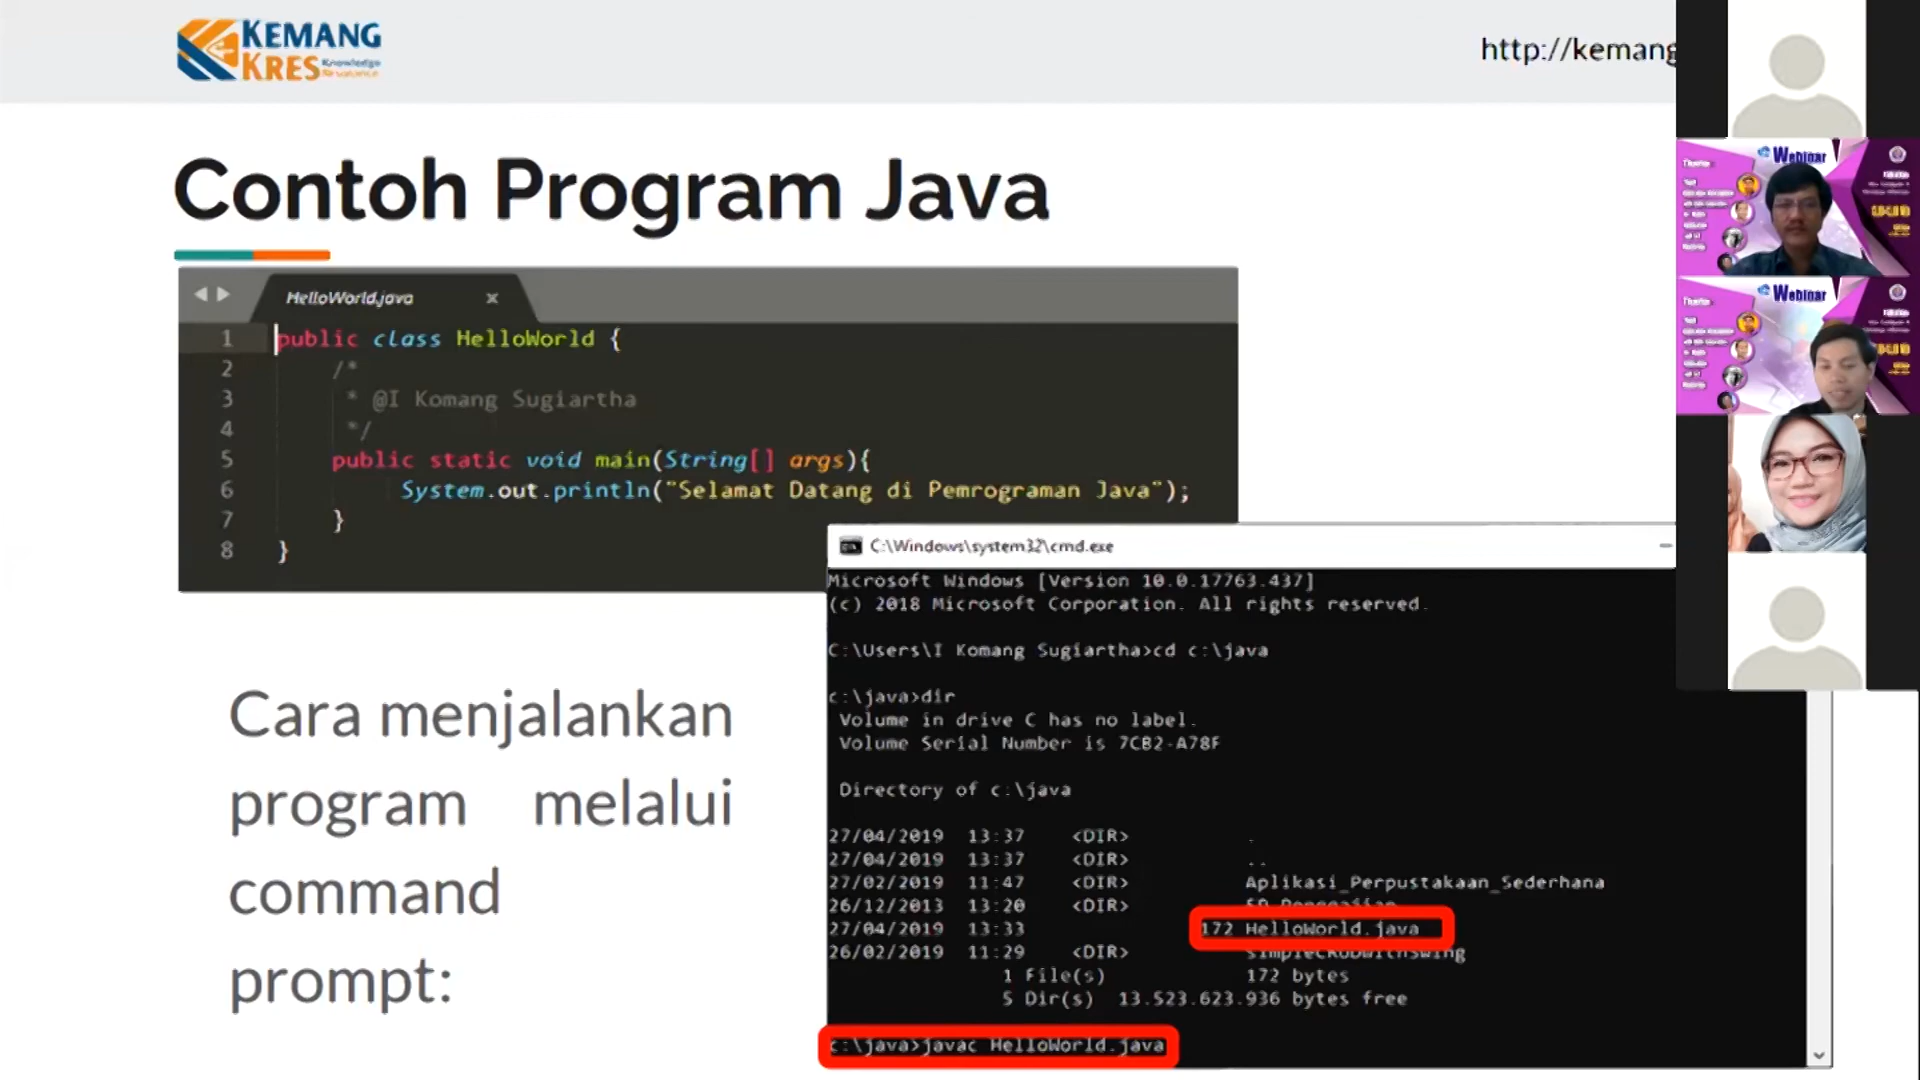 KEMANG
KRES Knowledge
http://kemang
Contoh Program Java
HelloWorld.java x
1 public class HelloWorld {
2 /*
3 * @I Komang Sugiartha
4 */
5 public static void main(String[] args){
6 System.out.println("Selamat Datang di Pemrograman Java");
7 }
8 }
Cara menjalankan
program melalui
command
prompt:
C:\Windows\system32\cmd.exe
Microsoft Windows [Version 10.0.17763.437]
(c) 2018 Microsoft Corporation. All rights reserved.
C:\Users\I Komang Sugiartha>cd c:\java
c:\java>dir
Volume in drive C has no label.
Volume Serial Number is 7CB2-A78F
Directory of c:\java
27/04/2019 13:37 <DIR> .
27/04/2019 13:37 <DIR> ..
27/02/2019 11:47 <DIR> Aplikasi_Perpustakaan_Sederhana
26/12/2013 13:20 <DIR>
27/04/2019 13:33 172 HelloWorld.java
26/02/2019 11:29 <DIR> SimpleCRUDwithSwing
1 File(s) 172 bytes
5 Dir(s) 13.523.623.936 bytes free
c:\java>javac HelloWorld.java
Webinar
Webinar